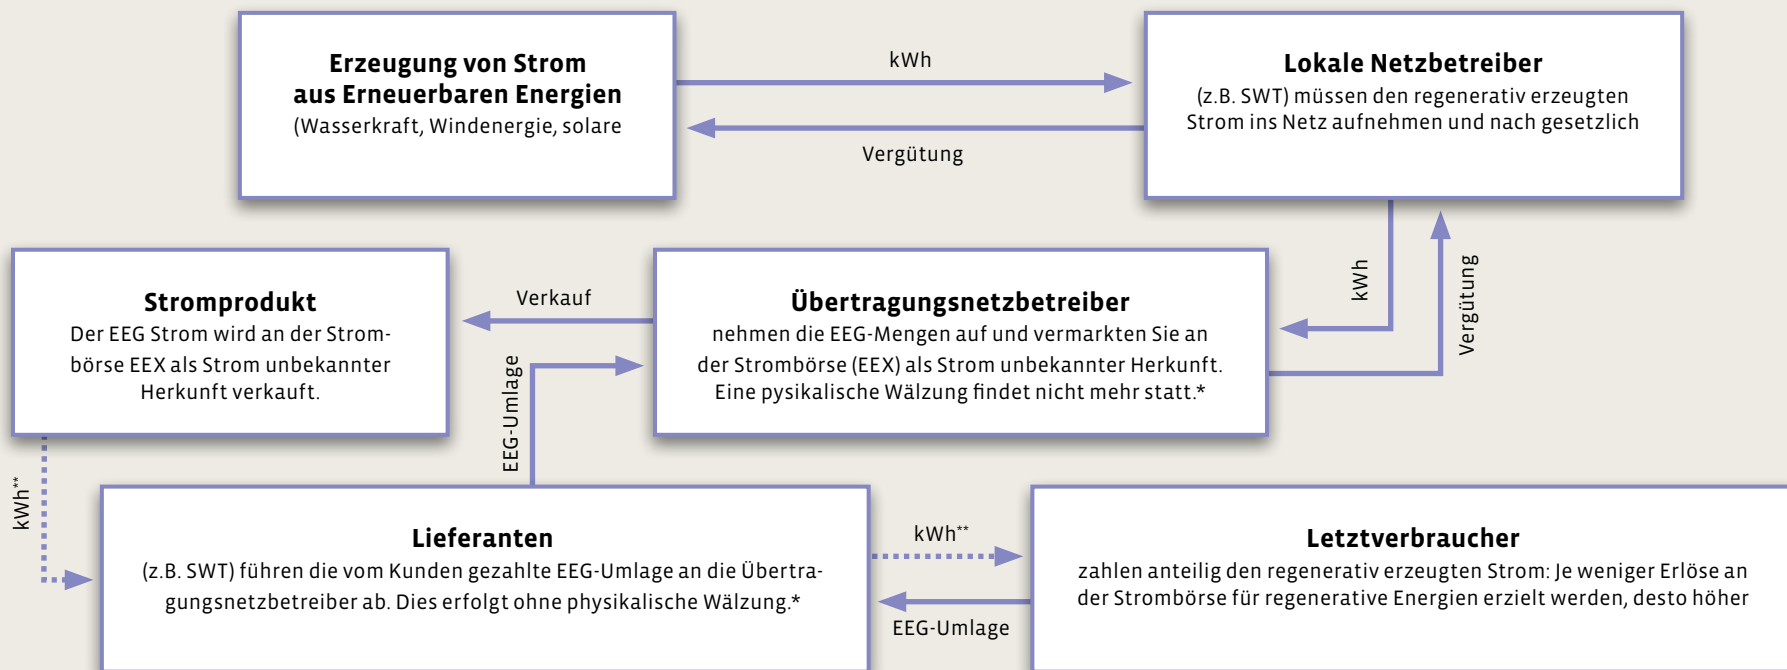 Erzeugung von Strom
aus Erneuerbaren Energien
(Wasserkraft, Windenergie, solare
kWh
Vergütung
Lokale Netzbetreiber
(z.B. SWT) müssen den regenerativ erzeugten
Strom ins Netz aufnehmen und nach gesetzlich
kWh
Vergütung
Stromprodukt
Der EEG Strom wird an der Strom-
börse EEX als Strom unbekannter
Herkunft verkauft.
Verkauf
EEG-Umlage
Übertragungsnetzbetreiber
nehmen die EEG-Mengen auf und vermarkten Sie an
der Strombörse (EEX) als Strom unbekannter Herkunft.
Eine pysikalische Wälzung findet nicht mehr statt.*
kWh**
Lieferanten
(z.B. SWT) führen die vom Kunden gezahlte EEG-Umlage an die Übertra-
gungsnetzbetreiber ab. Dies erfolgt ohne physikalische Wälzung.*
kWh**
EEG-Umlage
Letztverbraucher
zahlen anteilig den regenerativ erzeugten Strom: Je weniger Erlöse an
der Strombörse für regenerative Energien erzielt werden, desto höher